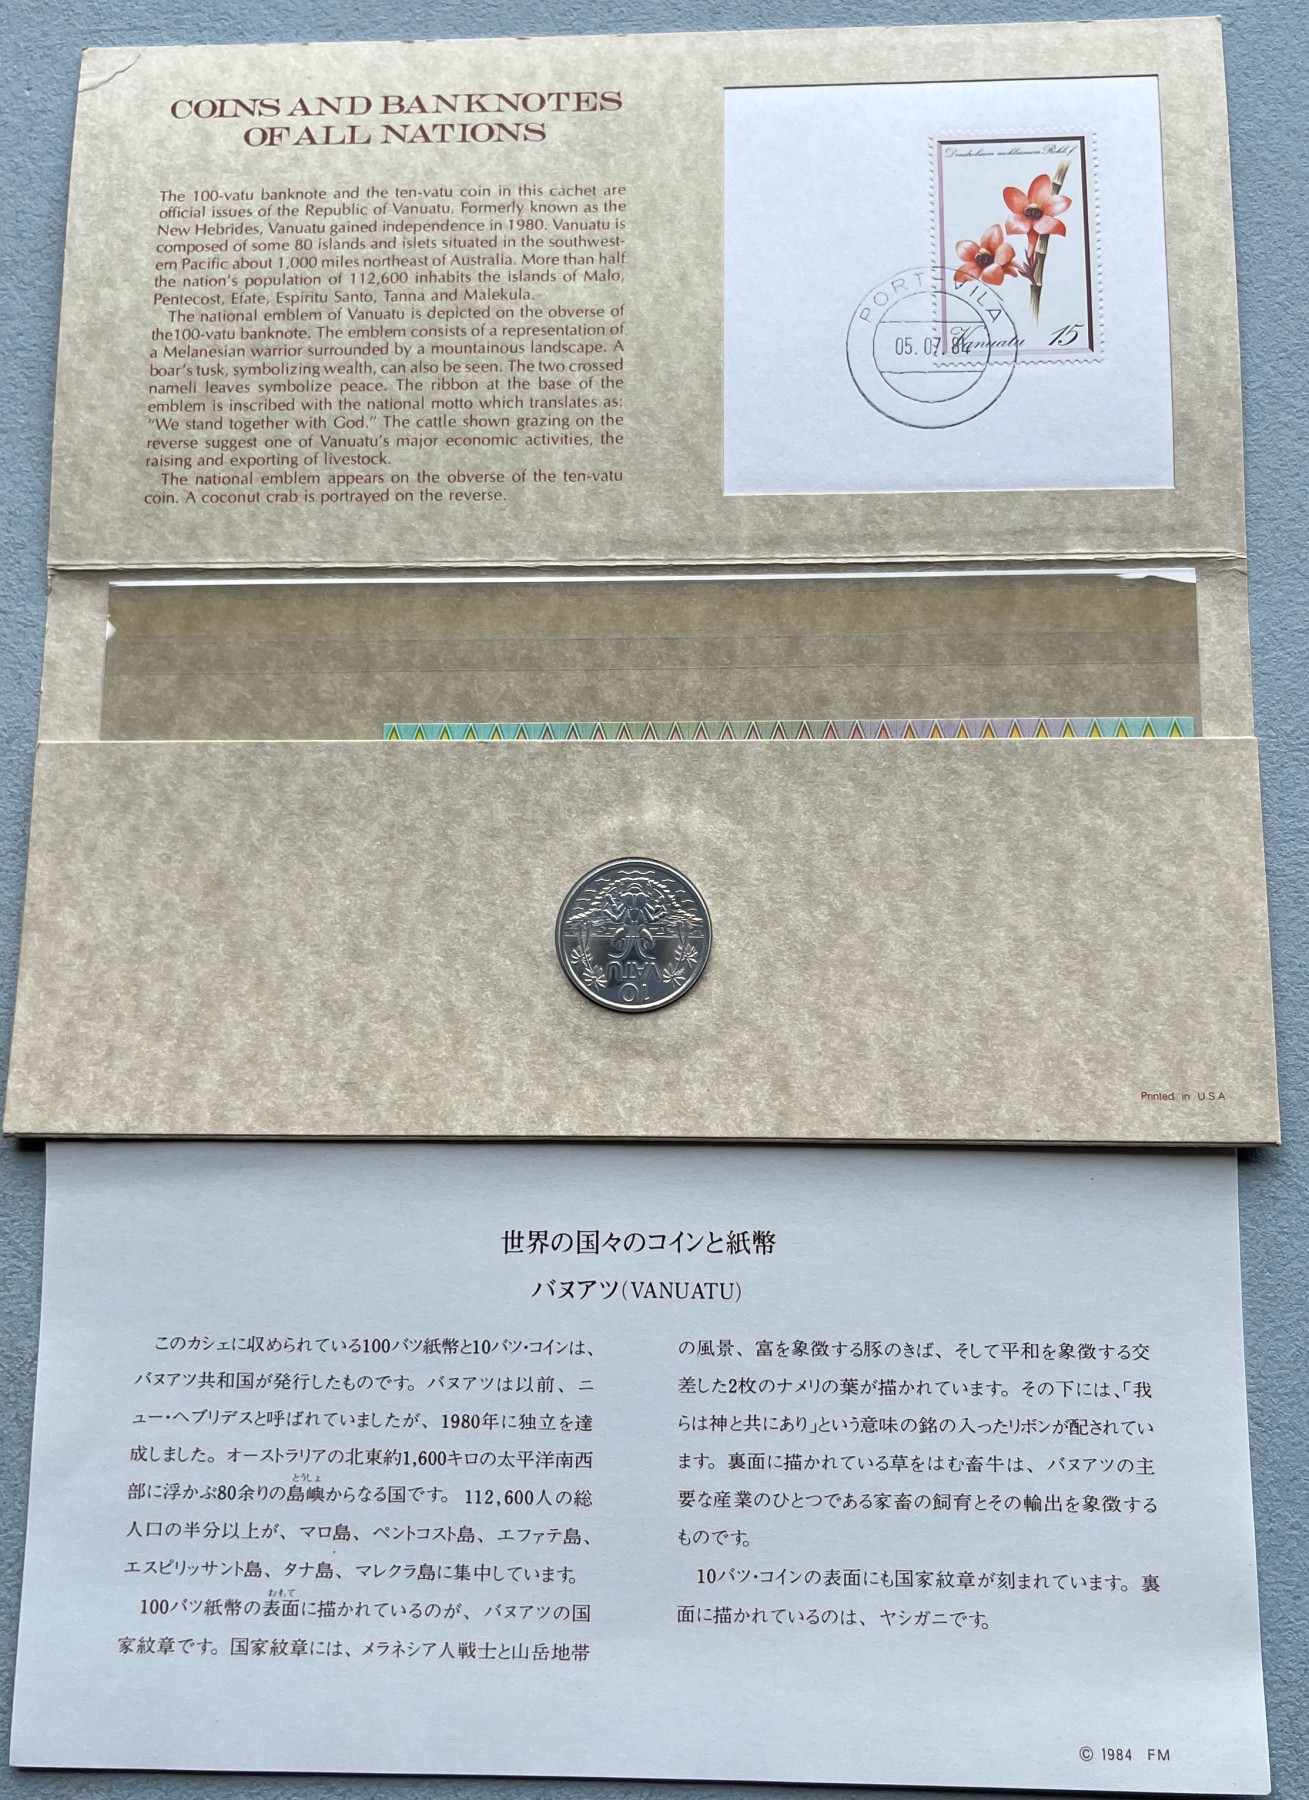 COINS AND BANKNOTES
OF ALL NATIONS
The 100-vatu banknote and the ten-vatu coin in this cachet are
official issues of the Republic of Vanuatu. Formerly known as the
New Hebrides, Vanuatu gained independence in 1980. Vanuatu is
composed of some 80 islands and islets situated in the southwest-
ern Pacific about 1,000 miles northeast of Australia. More than half
the nation's population of 112,600 inhabits the islands of Malo,
Pentecost, Efate, Espiritu Santo, Tanna and Malekula.
The national emblem of Vanuatu is depicted on the obverse of
the100-vatu banknote. The emblem consists of a representation of
a Melanesian warrior surrounded by a mountainous landscape. A
boar's tusk, symbolizing wealth, can also be seen. The two crossed
nameli leaves symbolize peace. The ribbon at the base of the
emblem is inscribed with the national motto which translates as:
"We stand together with God." The cattle shown grazing on the
reverse suggest one of Vanuatu's major economic activities, the
raising and exporting of livestock.
The national emblem appears on the obverse of the ten-vatu
coin. A coconut crab is portrayed on the reverse.
Dendrobium mohlianum Rchb. f
PORT-VILA
05.07.84
Vanuatu 15
VATU
10
Printed in U.S.A
世界の国々のコインと紙幣
バヌアツ(VANUATU)
このカシェに収められている100バツ紙幣と10バツ・コインは、
バヌアツ共和国が発行したものです。バヌアツは以前、ニ
ュー・ヘブリデスと呼ばれていましたが、1980年に独立を達
成しました。オーストラリアの北東約1,600キロの太平洋南西
とうしょ
部に浮かぶ80余りの島嶼からなる国です。112,600人の総
人口の半分以上が、マロ島、ペントコスト島、エファテ島、
エスピリッサント島、タナ島、マレクラ島に集中しています。
おもて
100バツ紙幣の表面に描かれているのが、バヌアツの国
家紋章です。国家紋章には、メラネシア人戦士と山岳地帯
の風景、富を象徴する豚のきば、そして平和を象徴する交
差した2枚のナメリの葉が描かれています。その下には、「我
らは神と共にあり」という意味の銘の入ったリボンが配されてい
ます。裏面に描かれている草をはむ畜牛は、バヌアツの主
要な産業のひとつである家畜の飼育とその輸出を象徴する
ものです。
10バツ・コインの表面にも国家紋章が刻まれています。裏
面に描かれているのは、ヤシガニです。
© 1984 FM